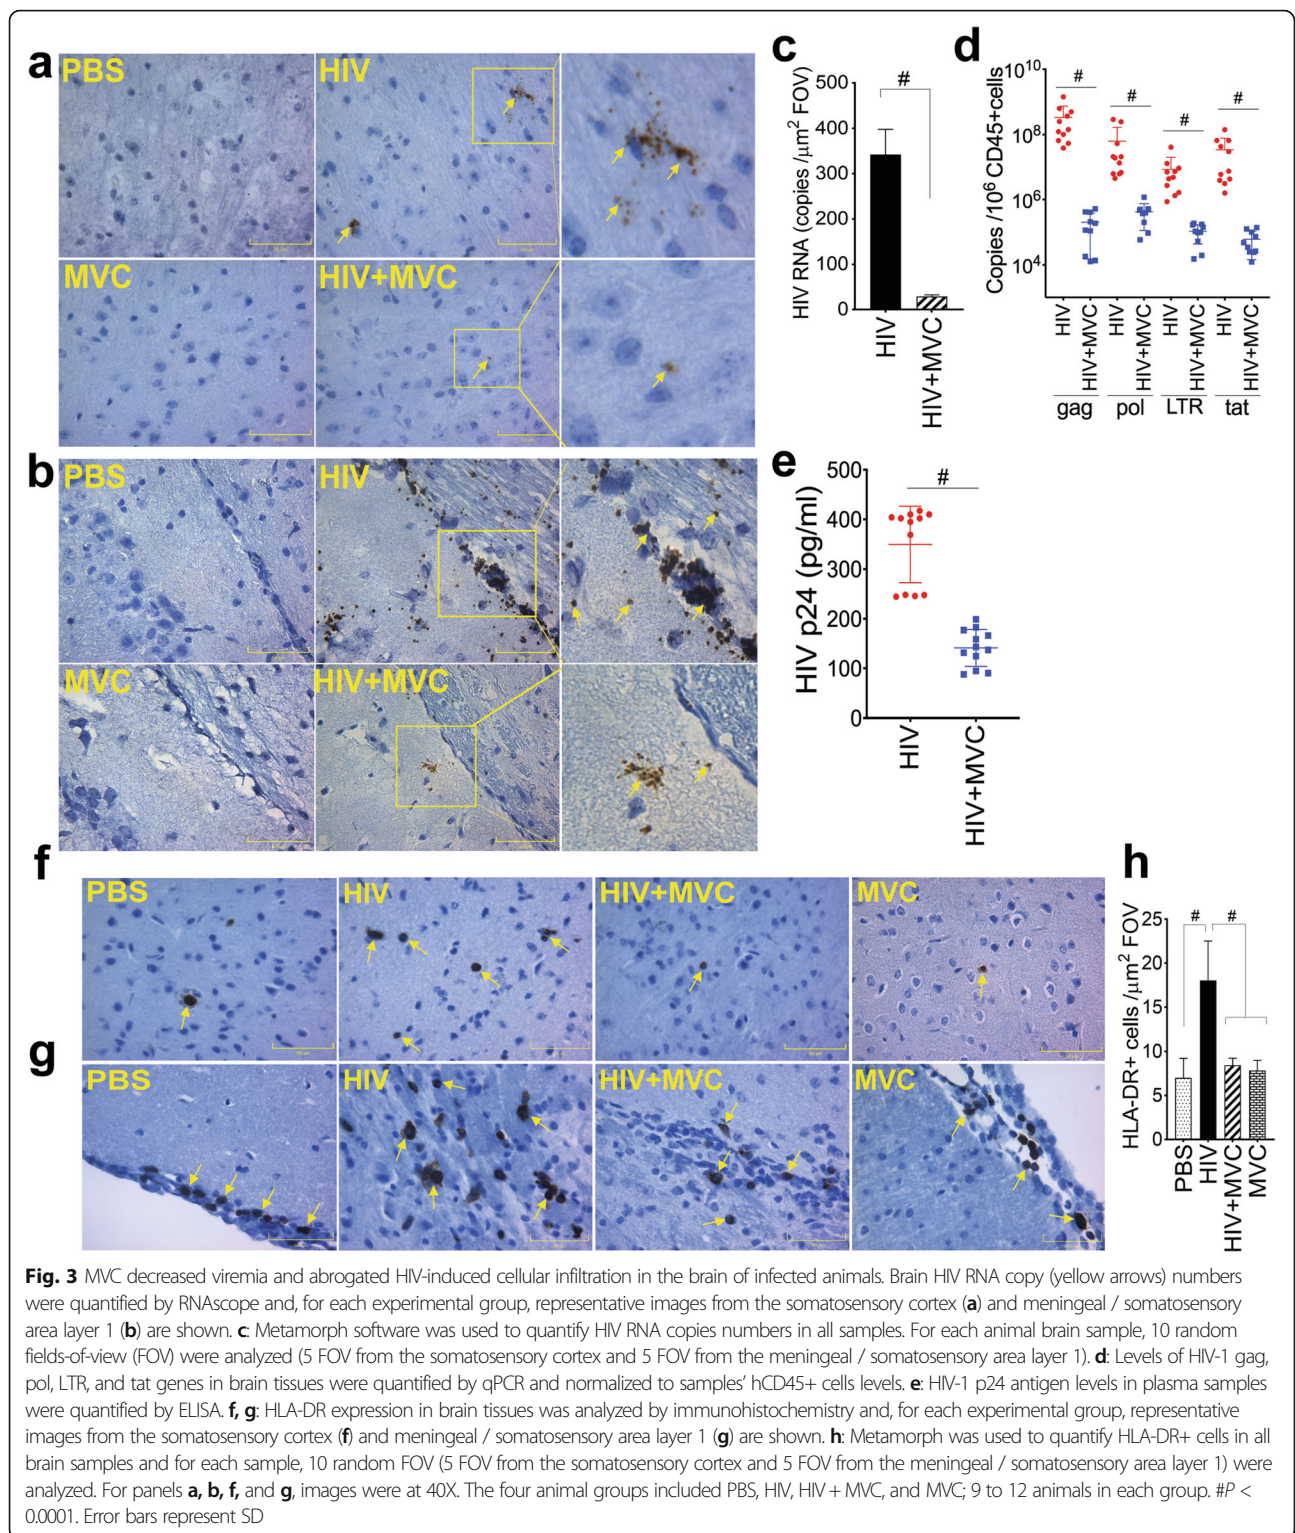 a
PBS
HIV
MVC
HIV+MVC
b
PBS
HIV
MVC
HIV+MVC
c
HIV RNA (copies /μm² FOV)
500
400
300
200
100
0
#
HIV
HIV+MVC
d
Copies /10⁶ CD45+cells
10¹⁰
10⁸
10⁶
10⁴
# # # #
HIV
HIV+MVC
HIV
HIV+MVC
HIV
HIV+MVC
HIV
HIV+MVC
gag pol LTR tat
e
HIV p24 (pg/ml)
500
400
300
200
100
0
#
HIV
HIV+MVC
f
PBS
HIV
HIV+MVC
MVC
g
PBS
HIV
HIV+MVC
MVC
h
HLA-DR+ cells /μm² FOV
25
20
15
10
5
0
# #
PBS
HIV
HIV+MVC
MVC
Fig. 3 MVC decreased viremia and abrogated HIV-induced cellular infiltration in the brain of infected animals. Brain HIV RNA copy (yellow arrows) numbers
were quantified by RNAscope and, for each experimental group, representative images from the somatosensory cortex (a) and meningeal / somatosensory
area layer 1 (b) are shown. c: Metamorph software was used to quantify HIV RNA copies numbers in all samples. For each animal brain sample, 10 random
fields-of-view (FOV) were analyzed (5 FOV from the somatosensory cortex and 5 FOV from the meningeal / somatosensory area layer 1). d: Levels of HIV-1 gag,
pol, LTR, and tat genes in brain tissues were quantified by qPCR and normalized to samples' hCD45+ cells levels. e: HIV-1 p24 antigen levels in plasma samples
were quantified by ELISA. f, g: HLA-DR expression in brain tissues was analyzed by immunohistochemistry and, for each experimental group, representative
images from the somatosensory cortex (f) and meningeal / somatosensory area layer 1 (g) are shown. h: Metamorph was used to quantify HLA-DR+ cells in all
brain samples and for each sample, 10 random FOV (5 FOV from the somatosensory cortex and 5 FOV from the meningeal / somatosensory area layer 1) were
analyzed. For panels a, b, f, and g, images were at 40X. The four animal groups included PBS, HIV, HIV + MVC, and MVC; 9 to 12 animals in each group. #P <
0.0001. Error bars represent SD